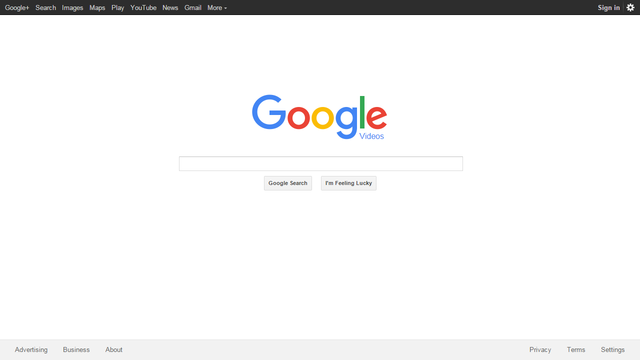 Google+ Search Images Maps Play YouTube News Gmail More Sign in
Google
Videos
Google Search I'm Feeling Lucky
Advertising Business About Privacy Terms Settings